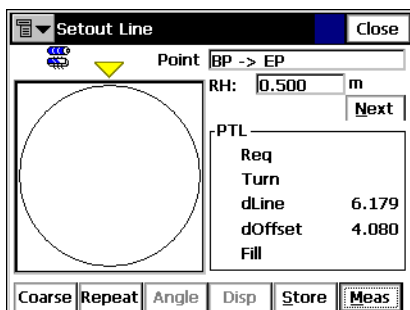 Setout Line Close
Point BP -> EP
RH: 0.500 m
Next
PTL
Req
Turn
dLine 6.179
dOffset 4.080
Fill
Coarse Repeat Angle Disp Store Meas